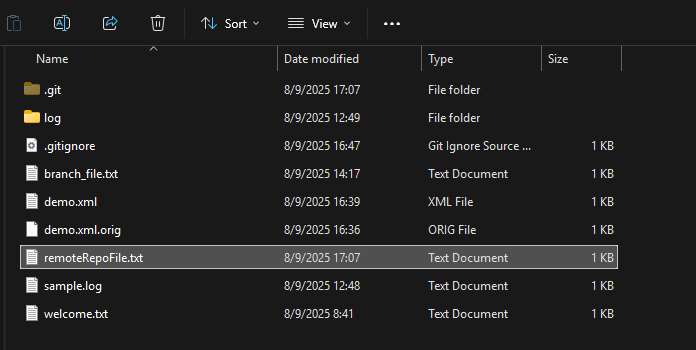 Sort View
Name Date modified Type Size
.git 8/9/2025 17:07 File folder
log 8/9/2025 12:49 File folder
.gitignore 8/9/2025 16:47 Git Ignore Source ... 1 KB
branch_file.txt 8/9/2025 14:17 Text Document 1 KB
demo.xml 8/9/2025 16:39 XML File 1 KB
demo.xml.orig 8/9/2025 16:36 ORIG File 1 KB
remoteRepoFile.txt 8/9/2025 17:07 Text Document 1 KB
sample.log 8/9/2025 12:48 Text Document 1 KB
welcome.txt 8/9/2025 8:41 Text Document 1 KB